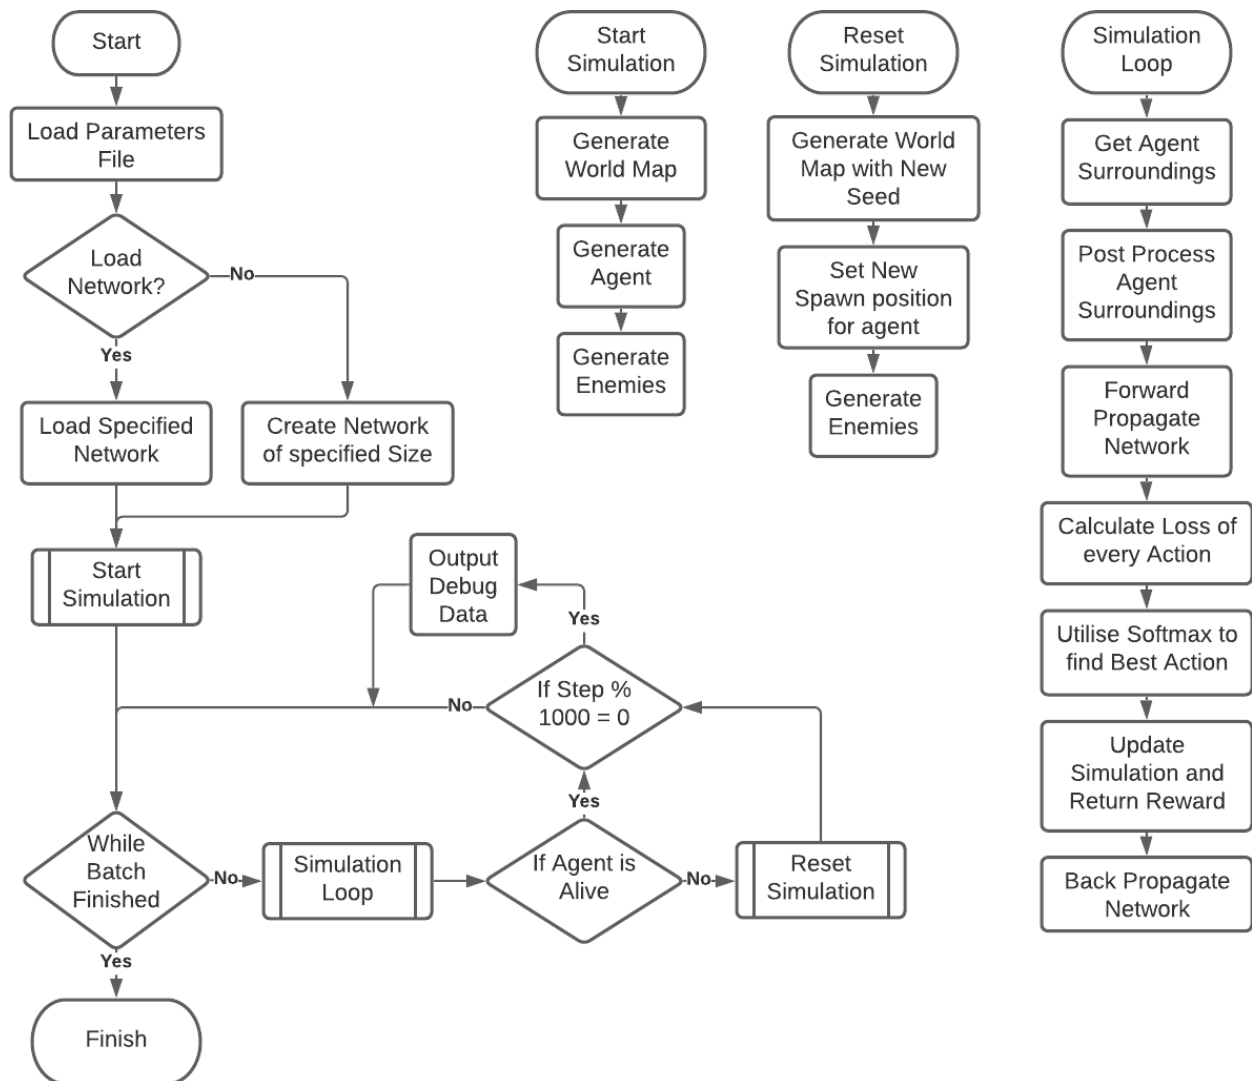 Start
Load Parameters
File
Load
Network?
No
Yes
Load Specified
Network
Create Network
of specified Size
Start
Simulation
Output
Debug
Data
Yes
If Step %
1000 = 0
No
Yes
While
Batch
Finished
No
Simulation
Loop
If Agent is
Alive
No
Reset
Simulation
Yes
Finish
Start
Simulation
Generate
World Map
Generate
Agent
Generate
Enemies
Reset
Simulation
Generate World
Map with New
Seed
Set New
Spawn position
for agent
Generate
Enemies
Simulation
Loop
Get Agent
Surroundings
Post Process
Agent
Surroundings
Forward
Propagate
Network
Calculate Loss of
every Action
Utilise Softmax to
find Best Action
Update
Simulation and
Return Reward
Back Propagate
Network